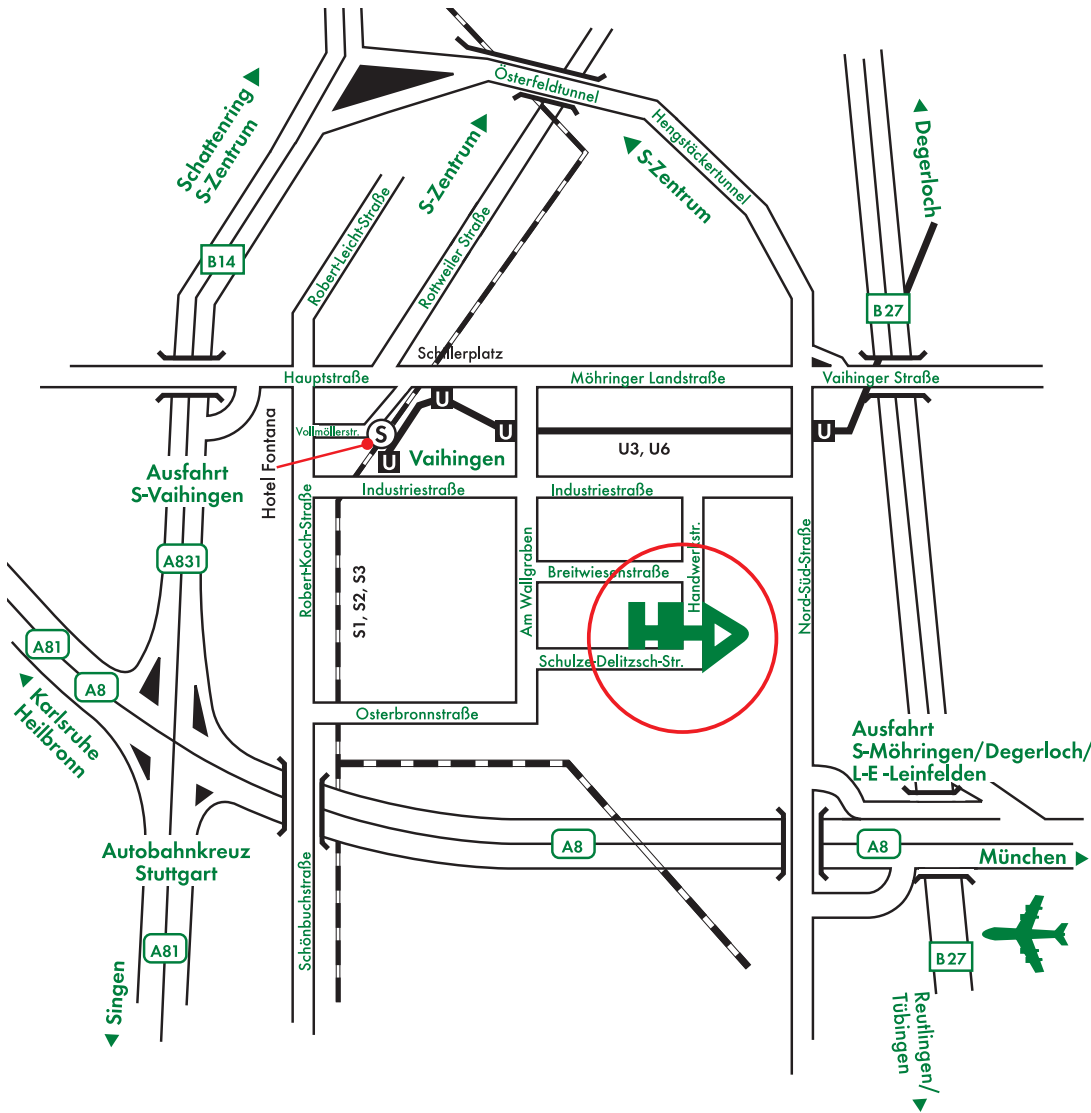 Österfeldtunnel
Hengstäckertunnel
Schattenring
S-Zentrum
S-Zentrum
S-Zentrum
Degerloch
B14
Robert-Leicht-Straße
Rottweiler Straße
B27
Schillerplatz
Hauptstraße
Möhringer Landstraße
Vaihinger Straße
Hotel Fontana
Vollmöllerstr.
S
U
U
U
U
Vaihingen
U3, U6
Ausfahrt
S-Vaihingen
Industriestraße
Industriestraße
A831
Robert-Koch-Straße
S1, S2, S3
Am Wallgraben
Breitwiesenstraße
Handwerkstr.
Nord-Süd-Straße
Schulze-Delitzsch-Str.
A81
A8
Karlsruhe
Heilbronn
Osterbronnstraße
Ausfahrt
S-Möhringen/Degerloch/
L-E -Leinfelden
Autobahnkreuz
Stuttgart
A8
A8
München
Schönbuchstraße
A81
Singen
B27
Reutlingen/
Tübingen